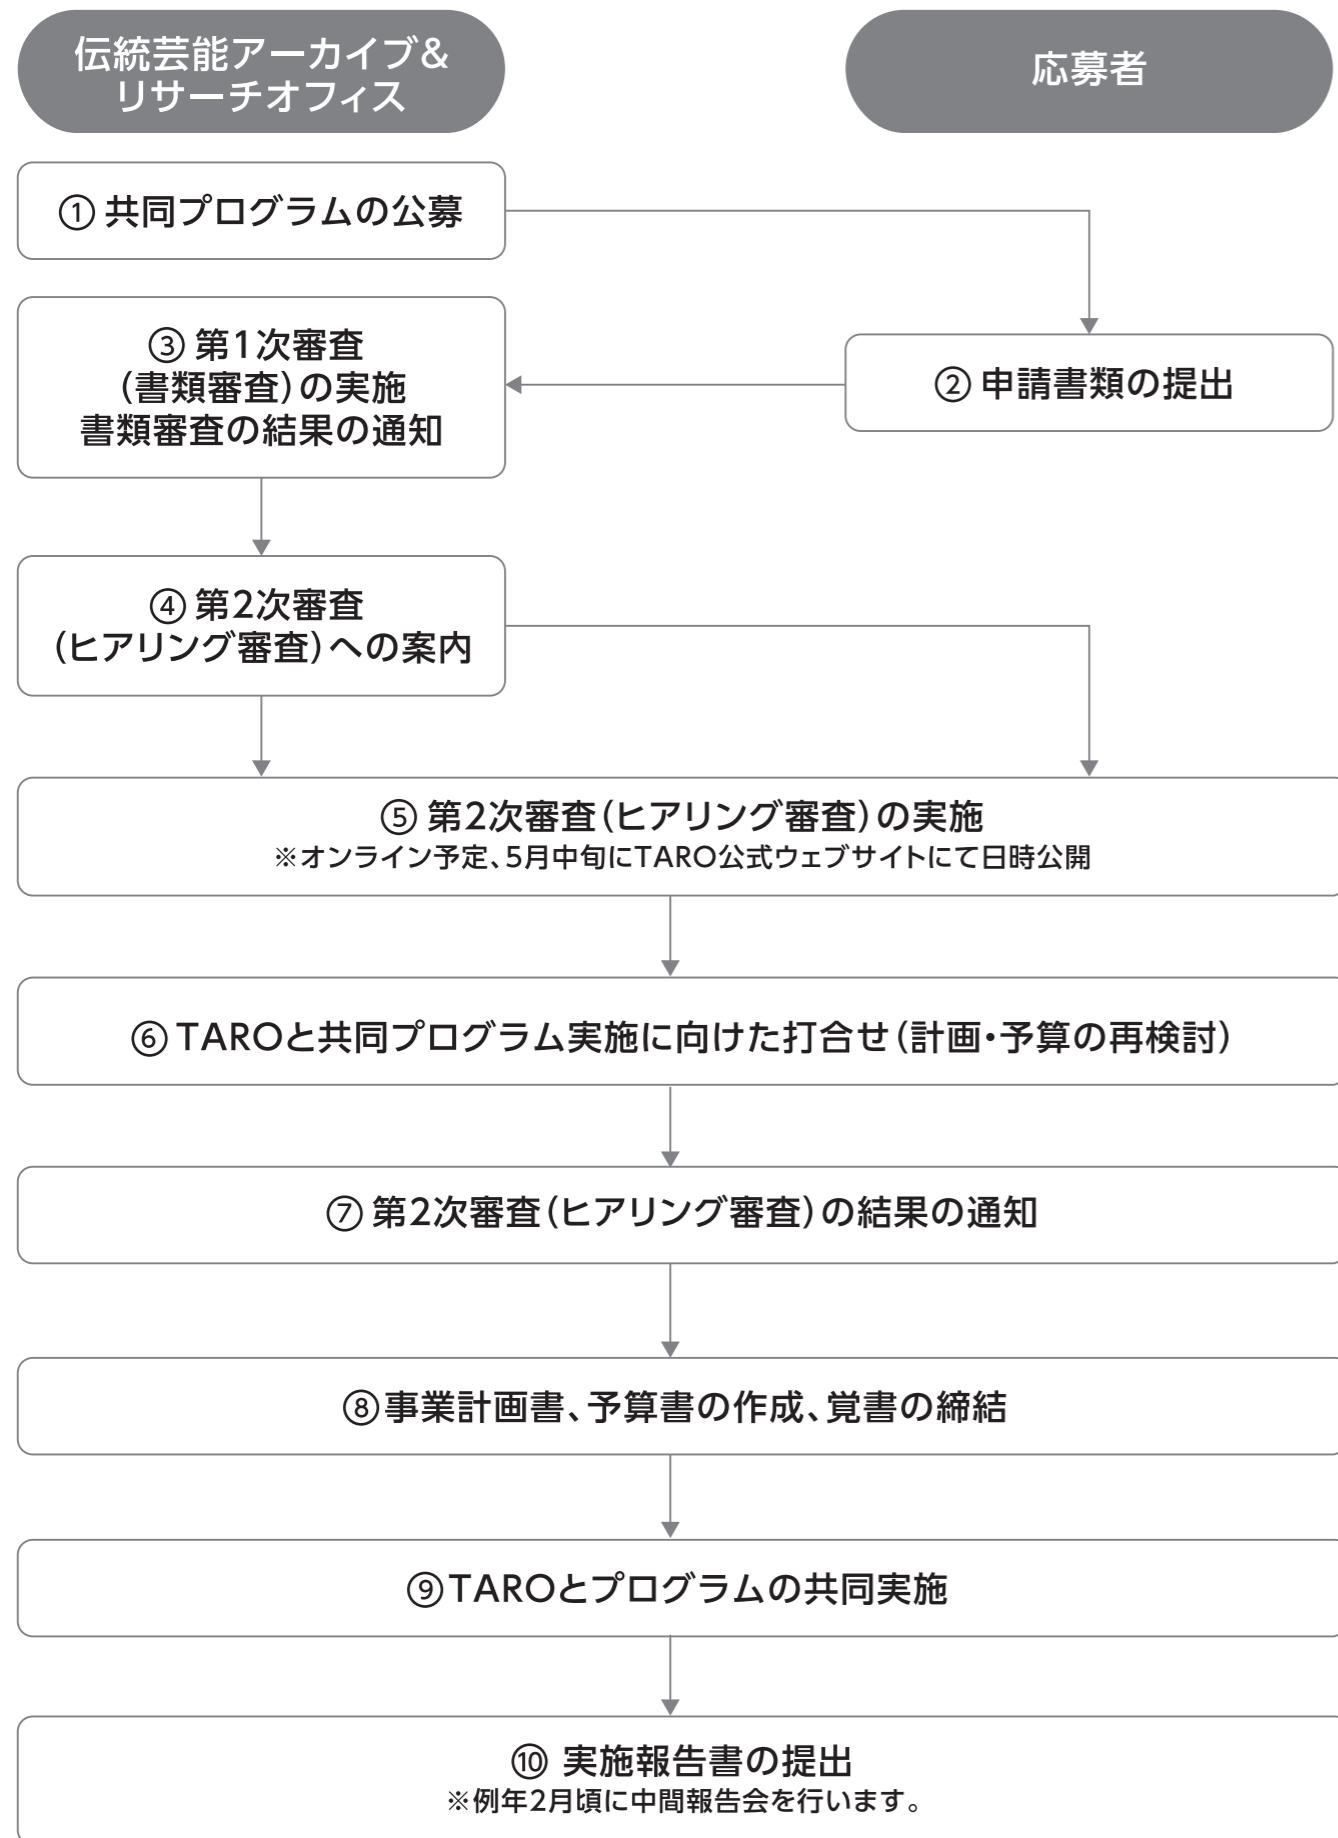 伝統芸能アーカイブ&
リサーチオフィス
応募者
① 共同プログラムの公募
② 申請書類の提出
③ 第1次審査
(書類審査)の実施
書類審査の結果の通知
④ 第2次審査
(ヒアリング審査)への案内
⑤ 第2次審査(ヒアリング審査)の実施
※オンライン予定、5月中旬にTARO公式ウェブサイトにて日時公開
⑥ TAROと共同プログラム実施に向けた打合せ(計画・予算の再検討)
⑦ 第2次審査(ヒアリング審査)の結果の通知
⑧事業計画書、予算書の作成、覚書の締結
⑨TAROとプログラムの共同実施
⑩ 実施報告書の提出
※例年2月頃に中間報告会を行います。